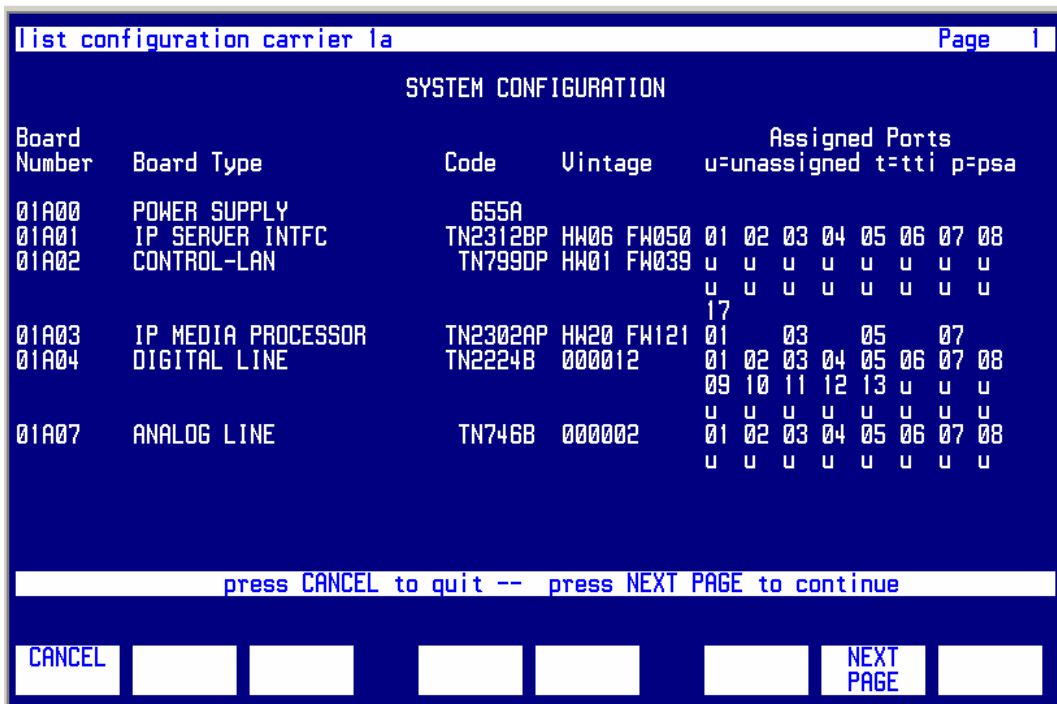 list configuration carrier 1a Page 1
SYSTEM CONFIGURATION
Board Assigned Ports
Number Board Type Code Vintage u=unassigned t=tti p=psa
01A00 POWER SUPPLY 655A
01A01 IP SERVER INTFC TN2312BP HW06 FW050 01 02 03 04 05 06 07 08
01A02 CONTROL-LAN TN799DP HW01 FW039 u u u u u u u u
u u u u u u u u
17
01A03 IP MEDIA PROCESSOR TN2302AP HW20 FW121 01 03 05 07
01A04 DIGITAL LINE TN2224B 000012 01 02 03 04 05 06 07 08
09 10 11 12 13 u u u
u u u u u u u u
01A07 ANALOG LINE TN746B 000002 01 02 03 04 05 06 07 08
u u u u u u u u
press CANCEL to quit -- press NEXT PAGE to continue
CANCEL NEXT
PAGE